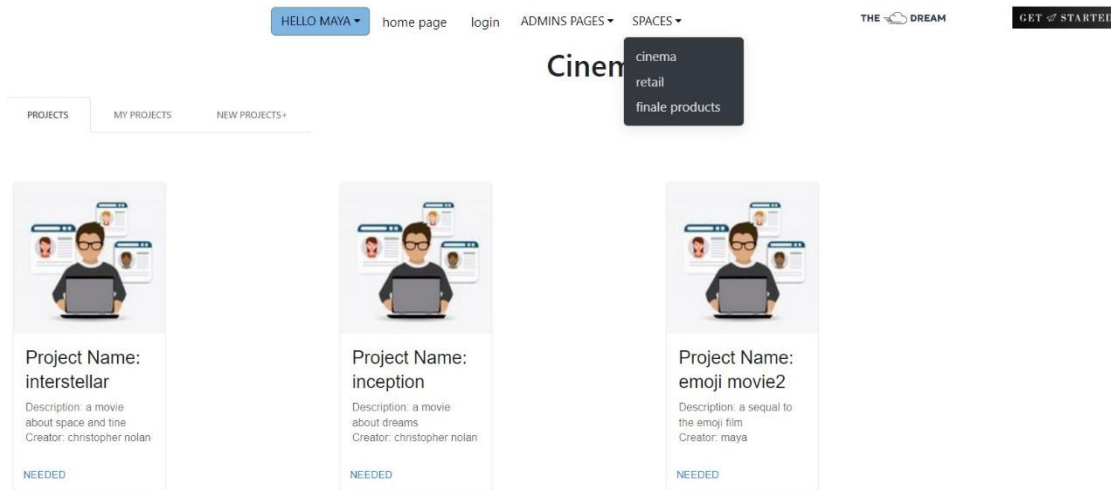 HELLO MAYA home page login ADMINS PAGES SPACES THE DREAM GET STARTED
cinema
retail
finale products
Cinem
PROJECTS MY PROJECTS NEW PROJECTS+
Project Name:
interstellar
Description: a movie
about space and tine
Creator: christopher nolan
NEEDED
Project Name:
inception
Description: a movie
about dreams
Creator: christopher nolan
NEEDED
Project Name:
emoji movie2
Description: a sequal to
the emoji film
Creator: maya
NEEDED